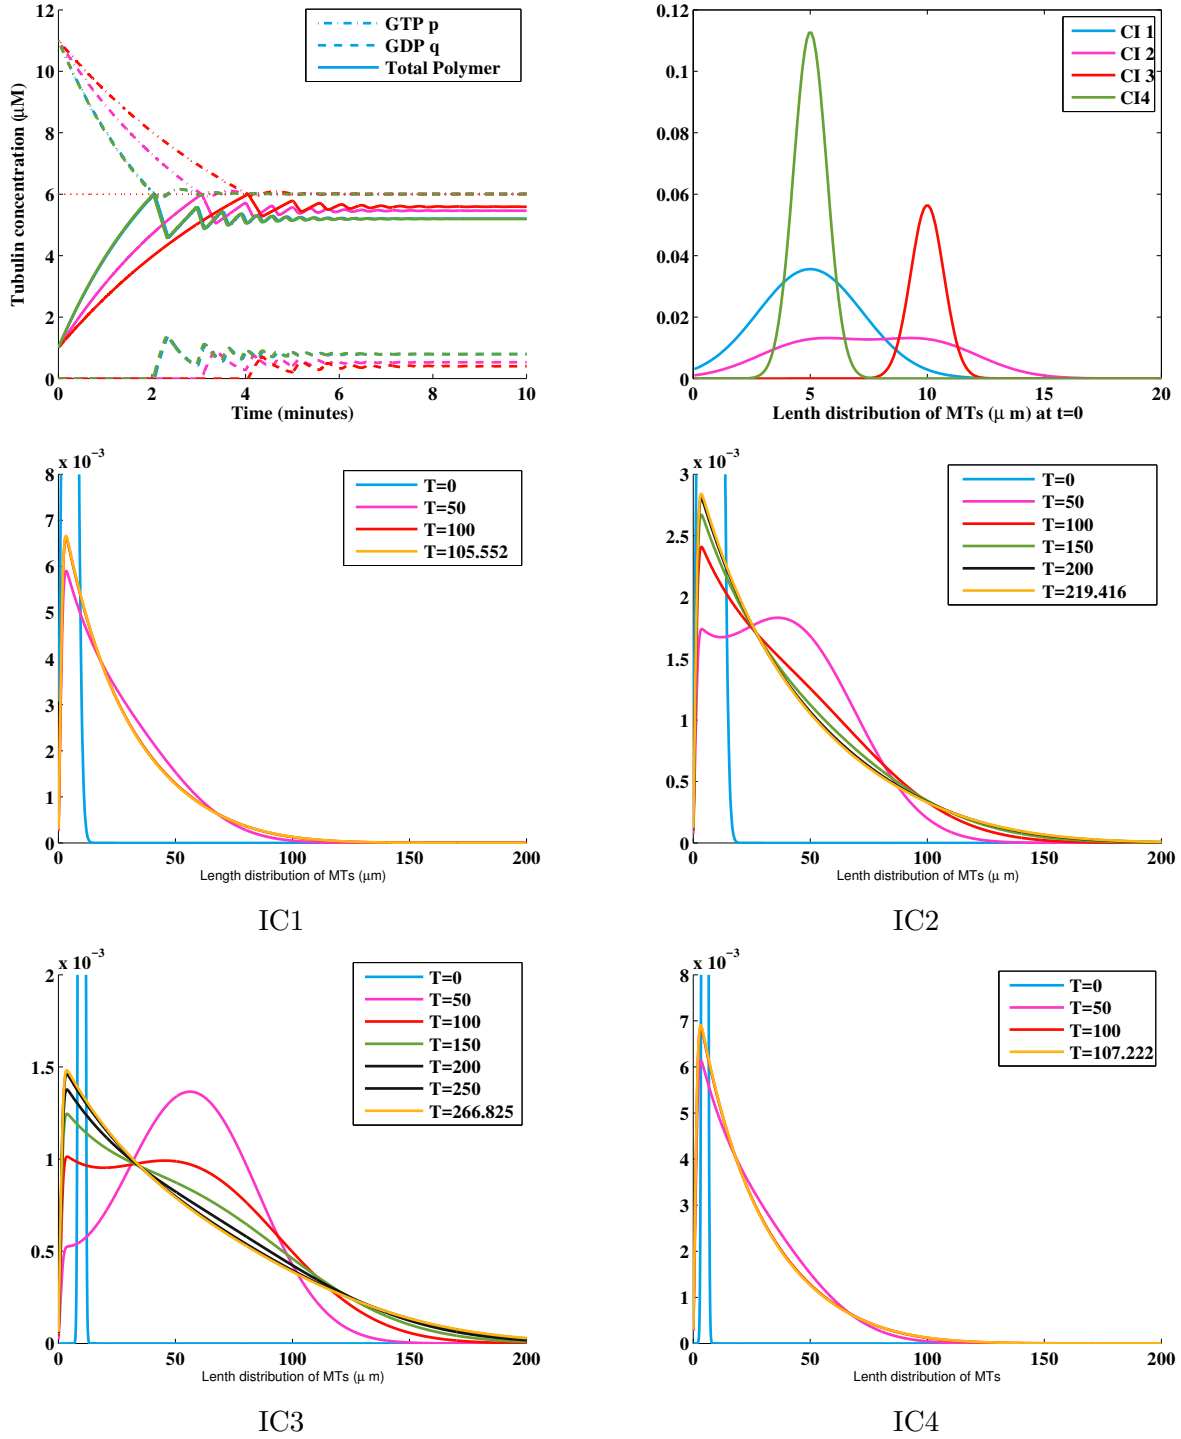 12
10
8
6
4
2
0
Tubulin concentration (μM)
GTP p
GDP q
Total Polymer
0 2 4 6 8 10
Time (minutes)
0.12
0.1
0.08
0.06
0.04
0.02
0
CI 1
CI 2
CI 3
CI4
0 5 10 15 20
Lenth distribution of MTs (μ m) at t=0
x 10⁻³
8
7
6
5
4
3
2
1
0
T=0
T=50
T=100
T=105.552
0 50 100 150 200
Length distribution of MTs (μm)
IC1
x 10⁻³
3
2.5
2
1.5
1
0.5
0
T=0
T=50
T=100
T=150
T=200
T=219.416
0 50 100 150 200
Lenth distribution of MTs (μ m)
IC2
x 10⁻³
2
1.5
1
0.5
0
T=0
T=50
T=100
T=150
T=200
T=250
T=266.825
0 50 100 150 200
Lenth distribution of MTs (μ m)
IC3
x 10⁻³
8
7
6
5
4
3
2
1
0
T=0
T=50
T=100
T=107.222
0 50 100 150 200
Lenth distribution of MTs
IC4